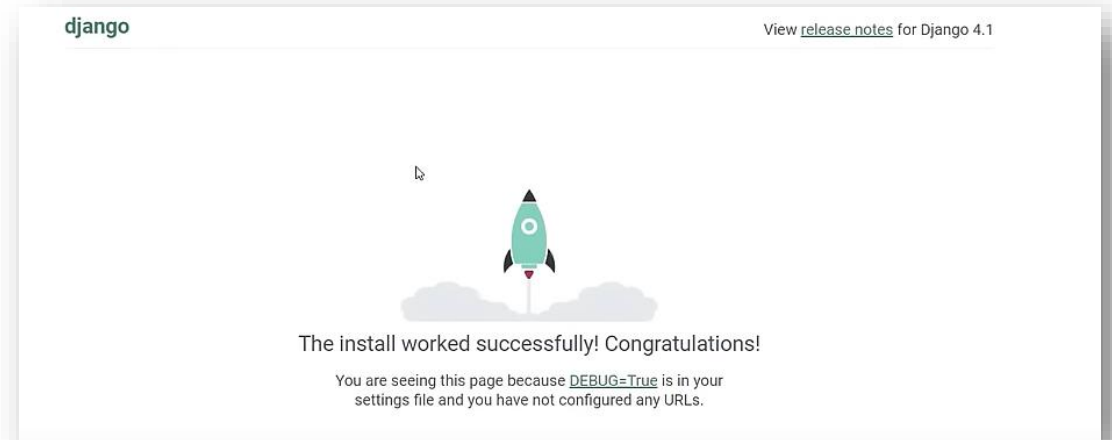 django
View release notes for Django 4.1
The install worked successfully! Congratulations!
You are seeing this page because DEBUG=True is in your
settings file and you have not configured any URLs.